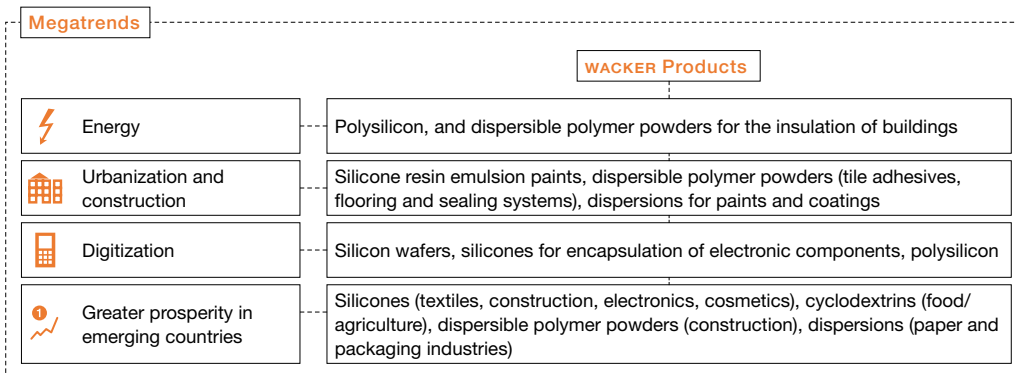 Megatrends
WACKER Products
Energy
Polysilicon, and dispersible polymer powders for the insulation of buildings
Urbanization and
construction
Silicone resin emulsion paints, dispersible polymer powders (tile adhesives,
flooring and sealing systems), dispersions for paints and coatings
Digitization
Silicon wafers, silicones for encapsulation of electronic components, polysilicon
1
Greater prosperity in
emerging countries
Silicones (textiles, construction, electronics, cosmetics), cyclodextrins (food/
agriculture), dispersible polymer powders (construction), dispersions (paper and
packaging industries)